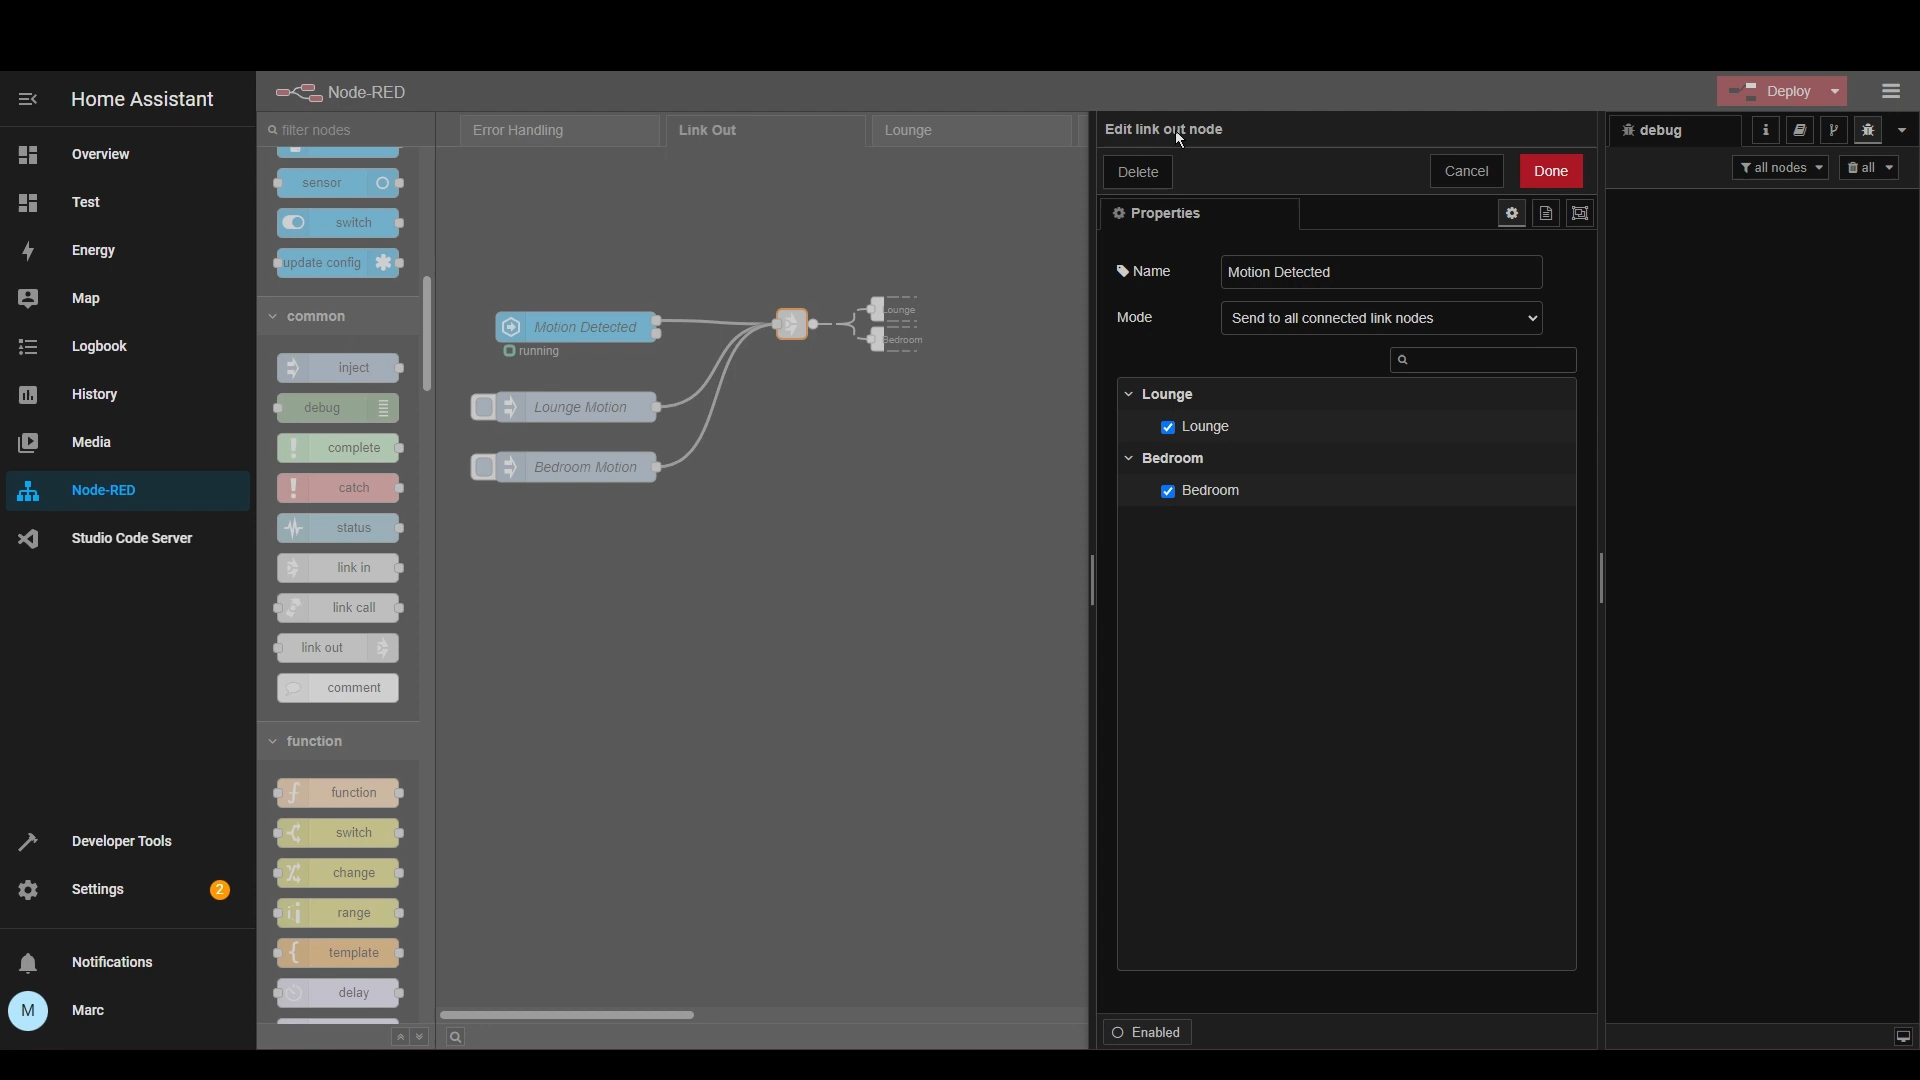 Home Assistant
Overview
Test
Energy
Map
Logbook
History
Media
Node-RED
Studio Code Server
Developer Tools
Settings
2
Notifications
M
Marc
Node-RED
Deploy
filter nodes
sensor
switch
update config
common
inject
debug
complete
catch
status
link in
link call
link out
comment
function
function
switch
change
range
template
delay
Error Handling
Link Out
Lounge
Motion Detected
running
Lounge Motion
Bedroom Motion
Lounge
Bedroom
Edit link out node
Delete
Cancel
Done
Properties
Name
Motion Detected
Mode
Send to all connected link nodes
Lounge
Lounge
Bedroom
Bedroom
Enabled
debug
all nodes
all